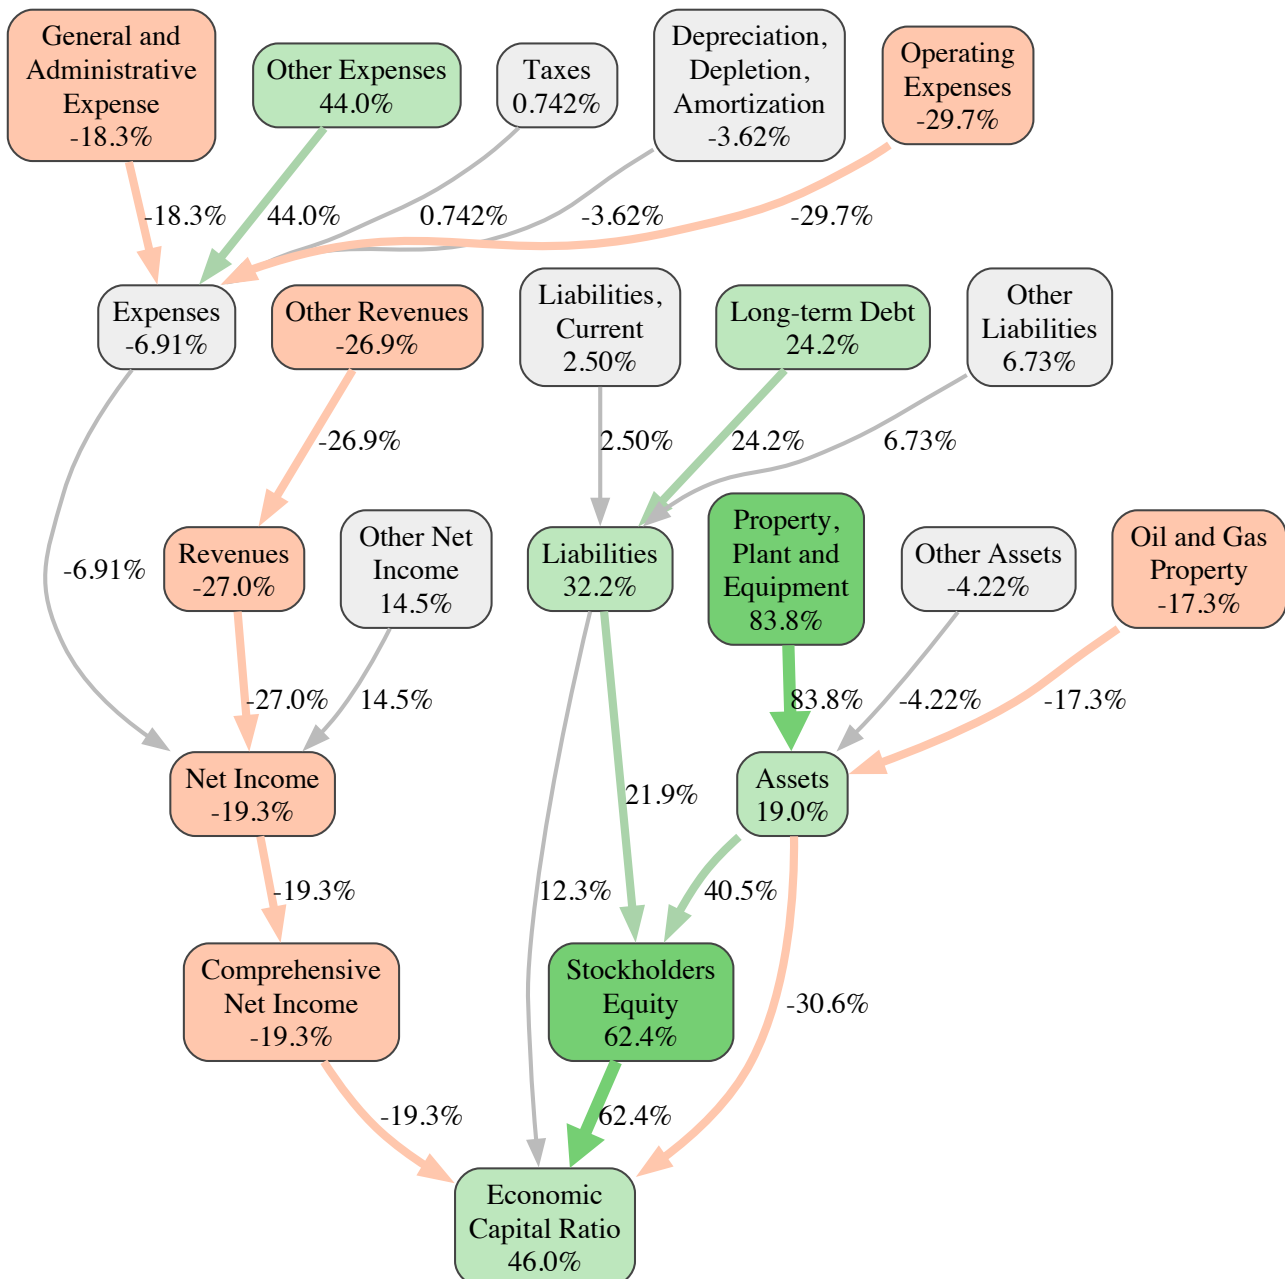 General and
Administrative
Expense
-18.3%
Other Expenses
44.0%
Taxes
0.742%
Depreciation,
Depletion,
Amortization
-3.62%
Operating
Expenses
-29.7%
-18.3%
44.0%
0.742%
-3.62%
-29.7%
Expenses
-6.91%
Other Revenues
-26.9%
Liabilities,
Current
2.50%
Long-term Debt
24.2%
Other
Liabilities
6.73%
-26.9%
2.50%
24.2%
6.73%
-6.91%
Revenues
-27.0%
Other Net
Income
14.5%
Liabilities
32.2%
Property,
Plant and
Equipment
83.8%
Other Assets
-4.22%
Oil and Gas
Property
-17.3%
-27.0%
14.5%
83.8%
-4.22%
-17.3%
Net Income
-19.3%
21.9%
Assets
19.0%
-19.3%
12.3%
40.5%
Comprehensive
Net Income
-19.3%
Stockholders
Equity
62.4%
-30.6%
-19.3%
62.4%
Economic
Capital Ratio
46.0%